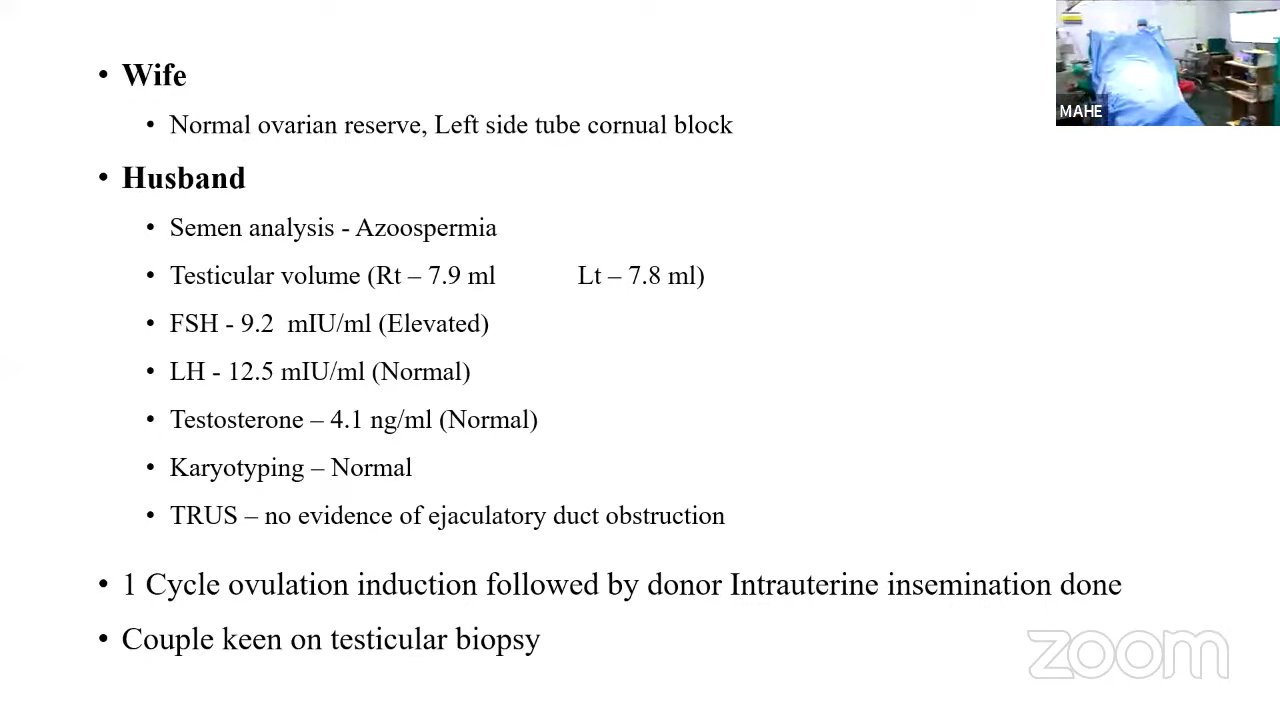 • Wife
• Normal ovarian reserve, Left side tube cornual block
• Husband
• Semen analysis - Azoospermia
• Testicular volume (Rt – 7.9 ml Lt – 7.8 ml)
• FSH - 9.2 mIU/ml (Elevated)
• LH - 12.5 mIU/ml (Normal)
• Testosterone – 4.1 ng/ml (Normal)
• Karyotyping – Normal
• TRUS – no evidence of ejaculatory duct obstruction
• 1 Cycle ovulation induction followed by donor Intrauterine insemination done
• Couple keen on testicular biopsy
MAHE
zoom